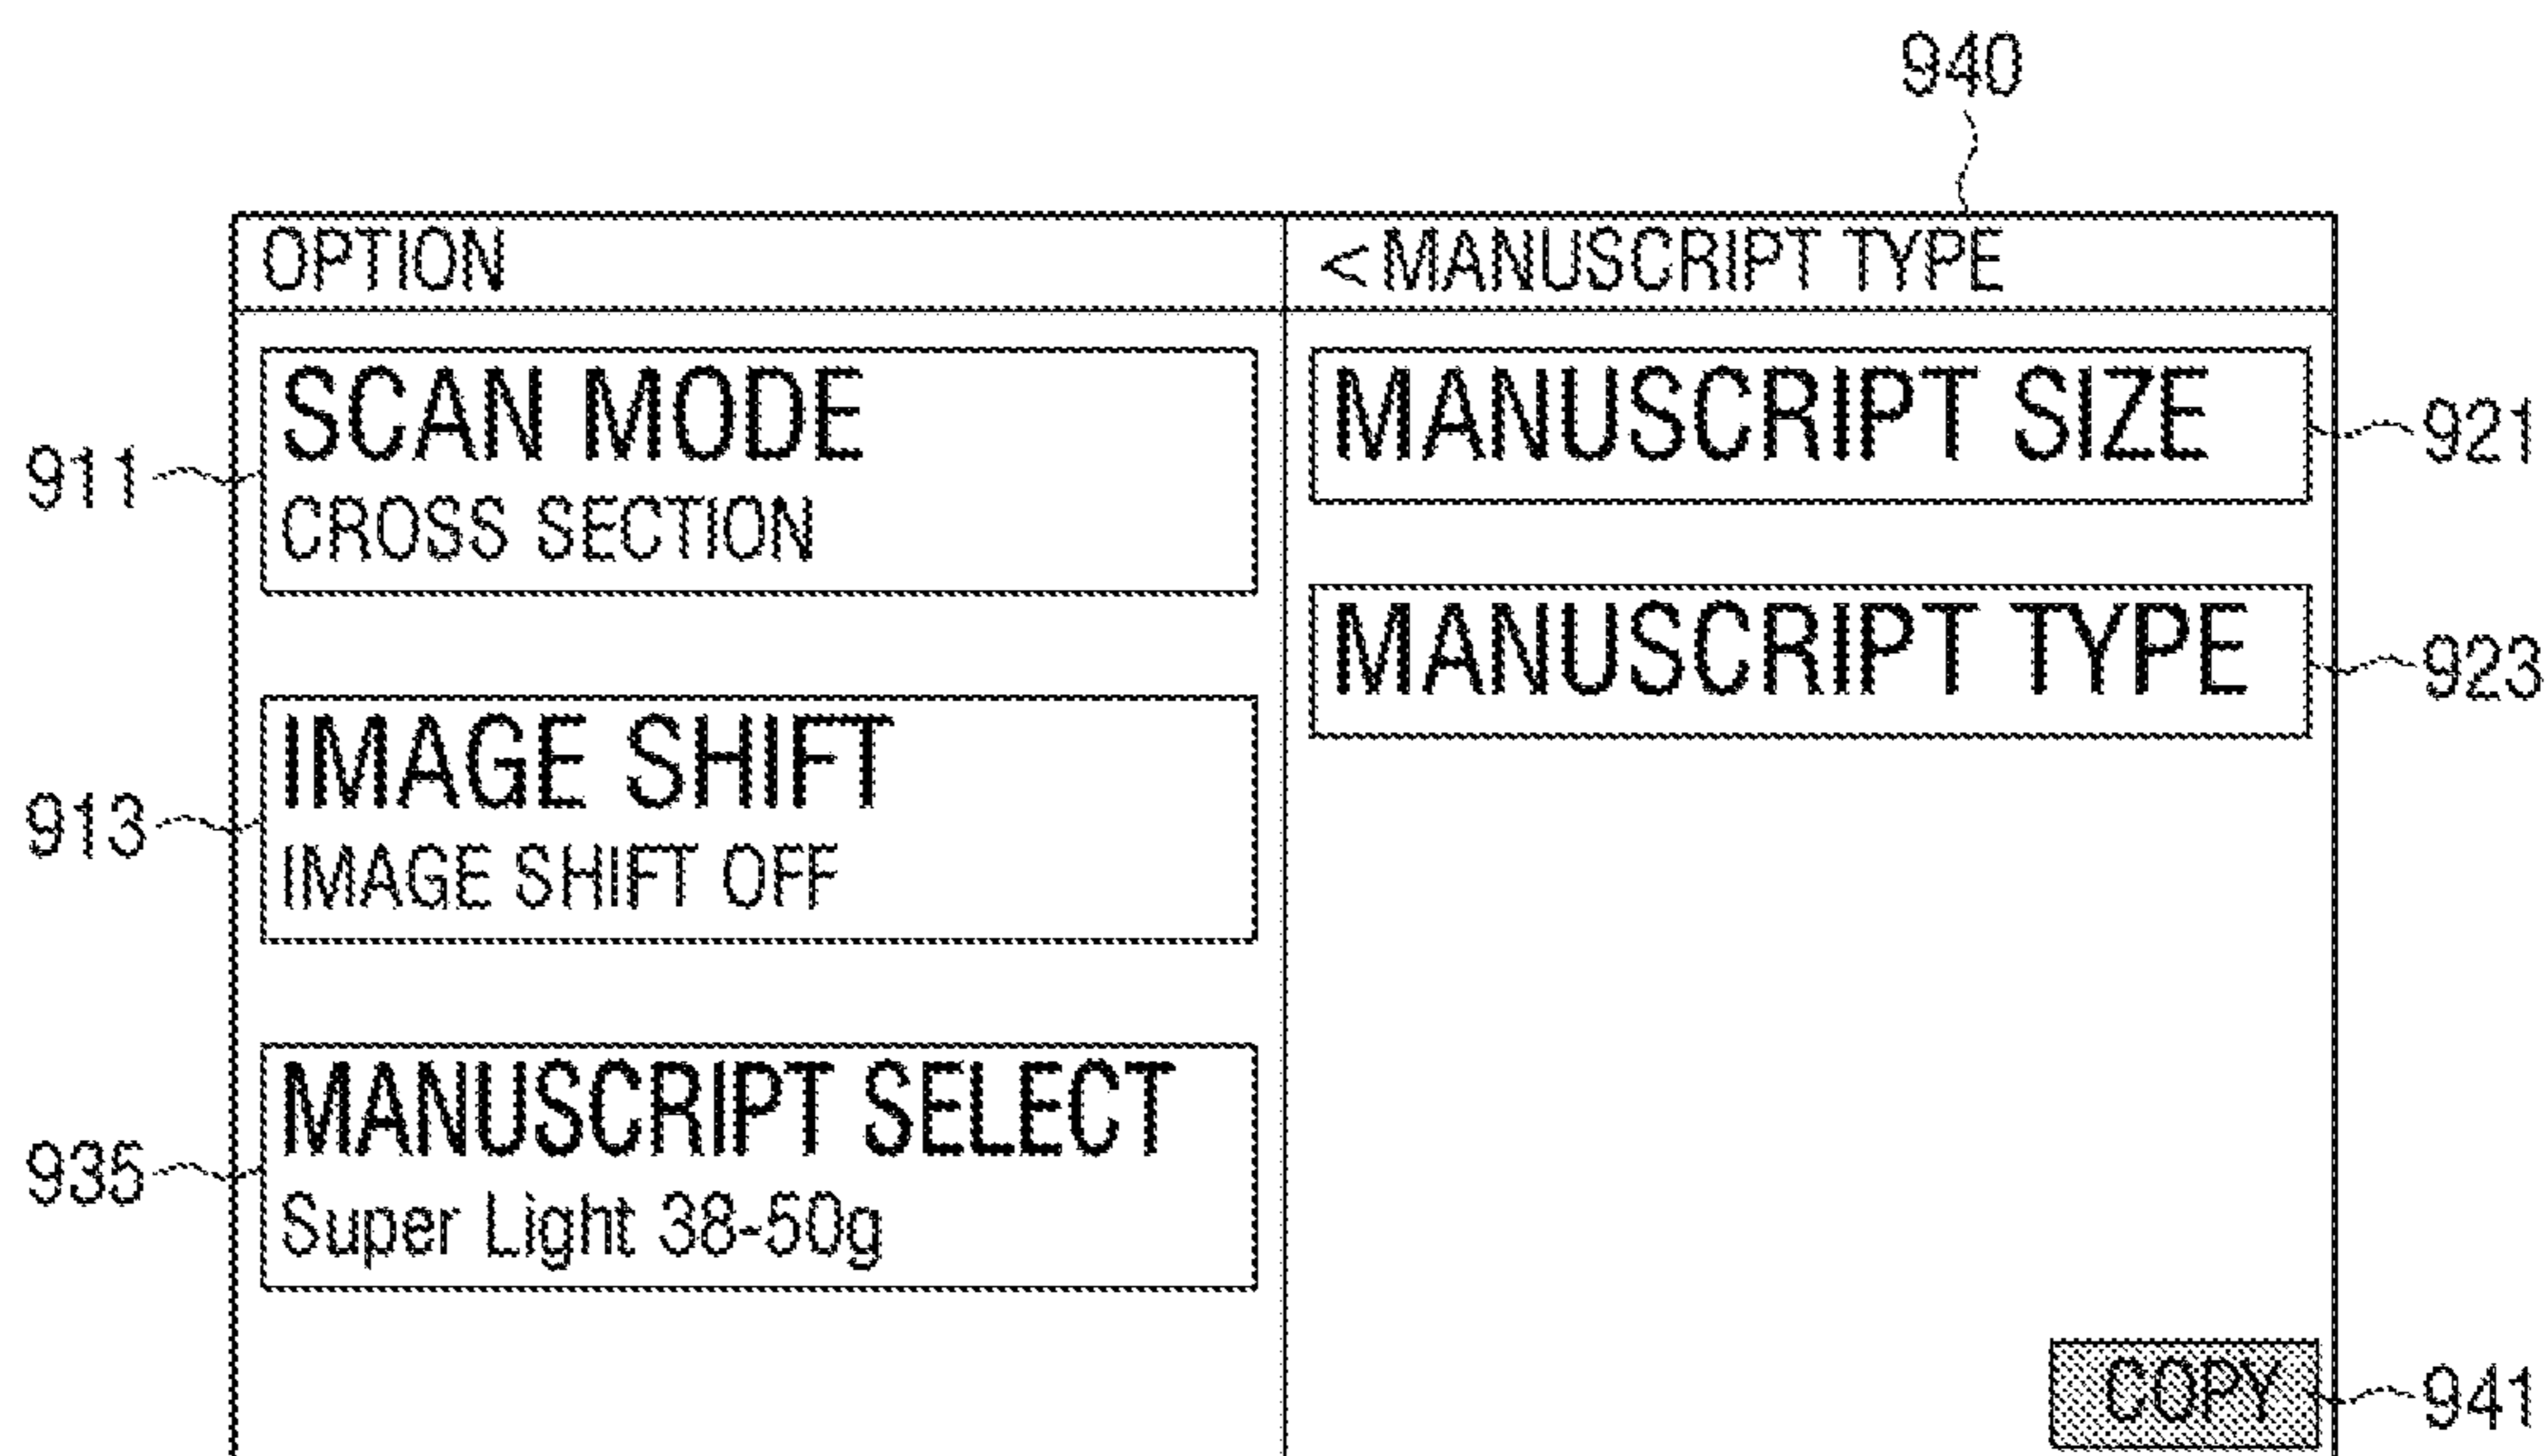 940
OPTION
< MANUSCRIPT TYPE
911
SCAN MODE
CROSS SECTION
913
IMAGE SHIFT
IMAGE SHIFT OFF
935
MANUSCRIPT SELECT
Super Light 38-50g
MANUSCRIPT SIZE
921
MANUSCRIPT TYPE
923
COPY
941